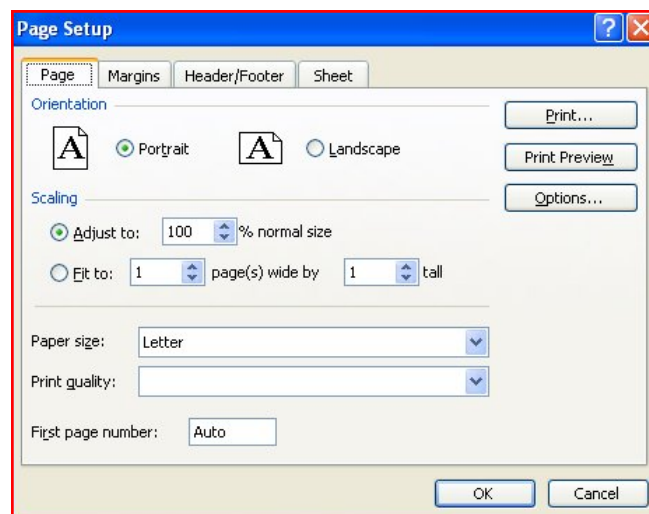 Page Setup
Page Margins Header/Footer Sheet
Orientation
Print...
A Portrait A Landscape
Print Preview
Scaling
Options...
Adjust to: 100 % normal size
Fit to: 1 page(s) wide by 1 tall
Paper size: Letter
Print quality:
First page number: Auto
OK Cancel